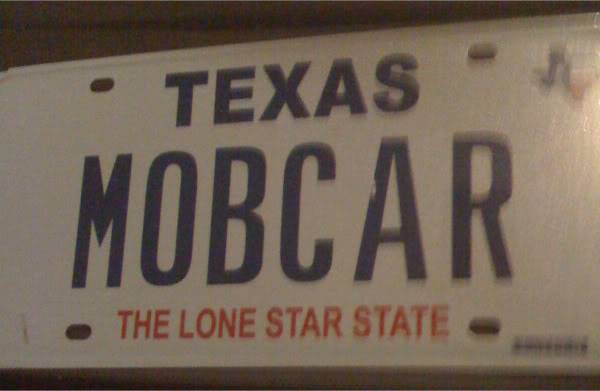 TEXAS
MOBCAR
THE LONE STAR STATE